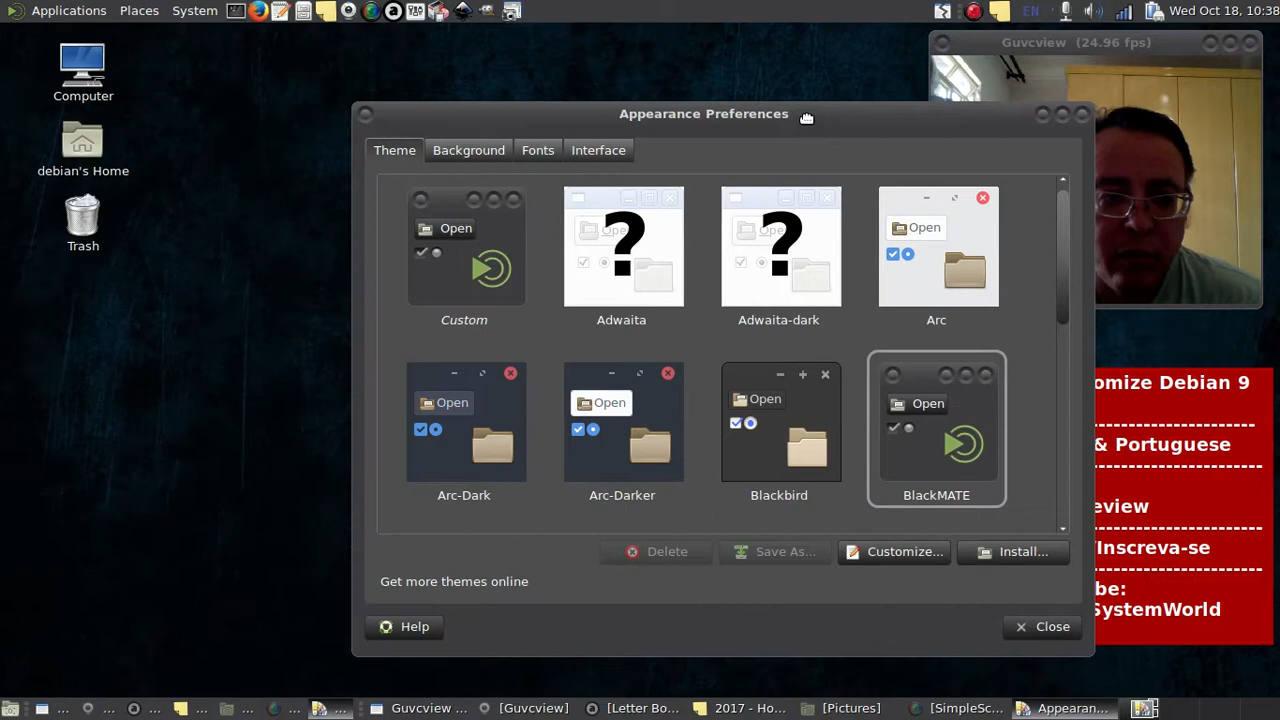 Applications Places System
EN
Wed Oct 18, 10:38
Computer
debian's Home
Trash
Guvcview (24.96 fps)
Appearance Preferences
Theme Background Fonts Interface
Open
Custom
Adwaita
Adwaita-dark
Open
Arc
Open
Arc-Dark
Open
Arc-Darker
Open
Blackbird
Open
BlackMATE
Delete Save As... Customize... Install...
Get more themes online
Help Close
omize Debian 9
& Portuguese
eview
/Inscreva-se
be:
SystemWorld
... ... ... ... ... ... ... Guvcview ... [Guvcview] [Letter Bo... 2017 - Ho... [Pictures] [SimpleSc... Appearan...